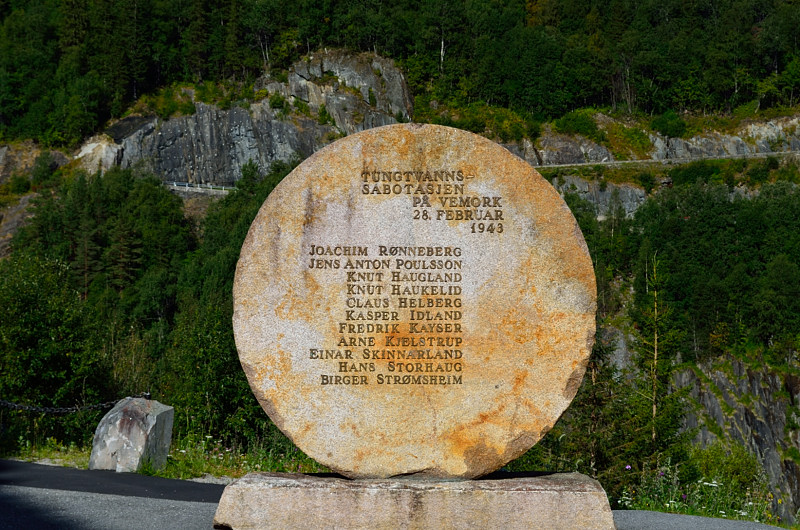 TUNGTVANNS-
SABOTASJEN
PÅ VEMORK
28. FEBRUAR
1943
JOACHIM RØNNEBERG
JENS ANTON POULSSON
KNUT HAUGLAND
KNUT HAUKELID
CLAUS HELBERG
KASPER IDLAND
FREDRIK KAYSER
ARNE KJELSTRUP
EINAR SKINNARLAND
HANS STORHAUG
BIRGER STRØMSHEIM